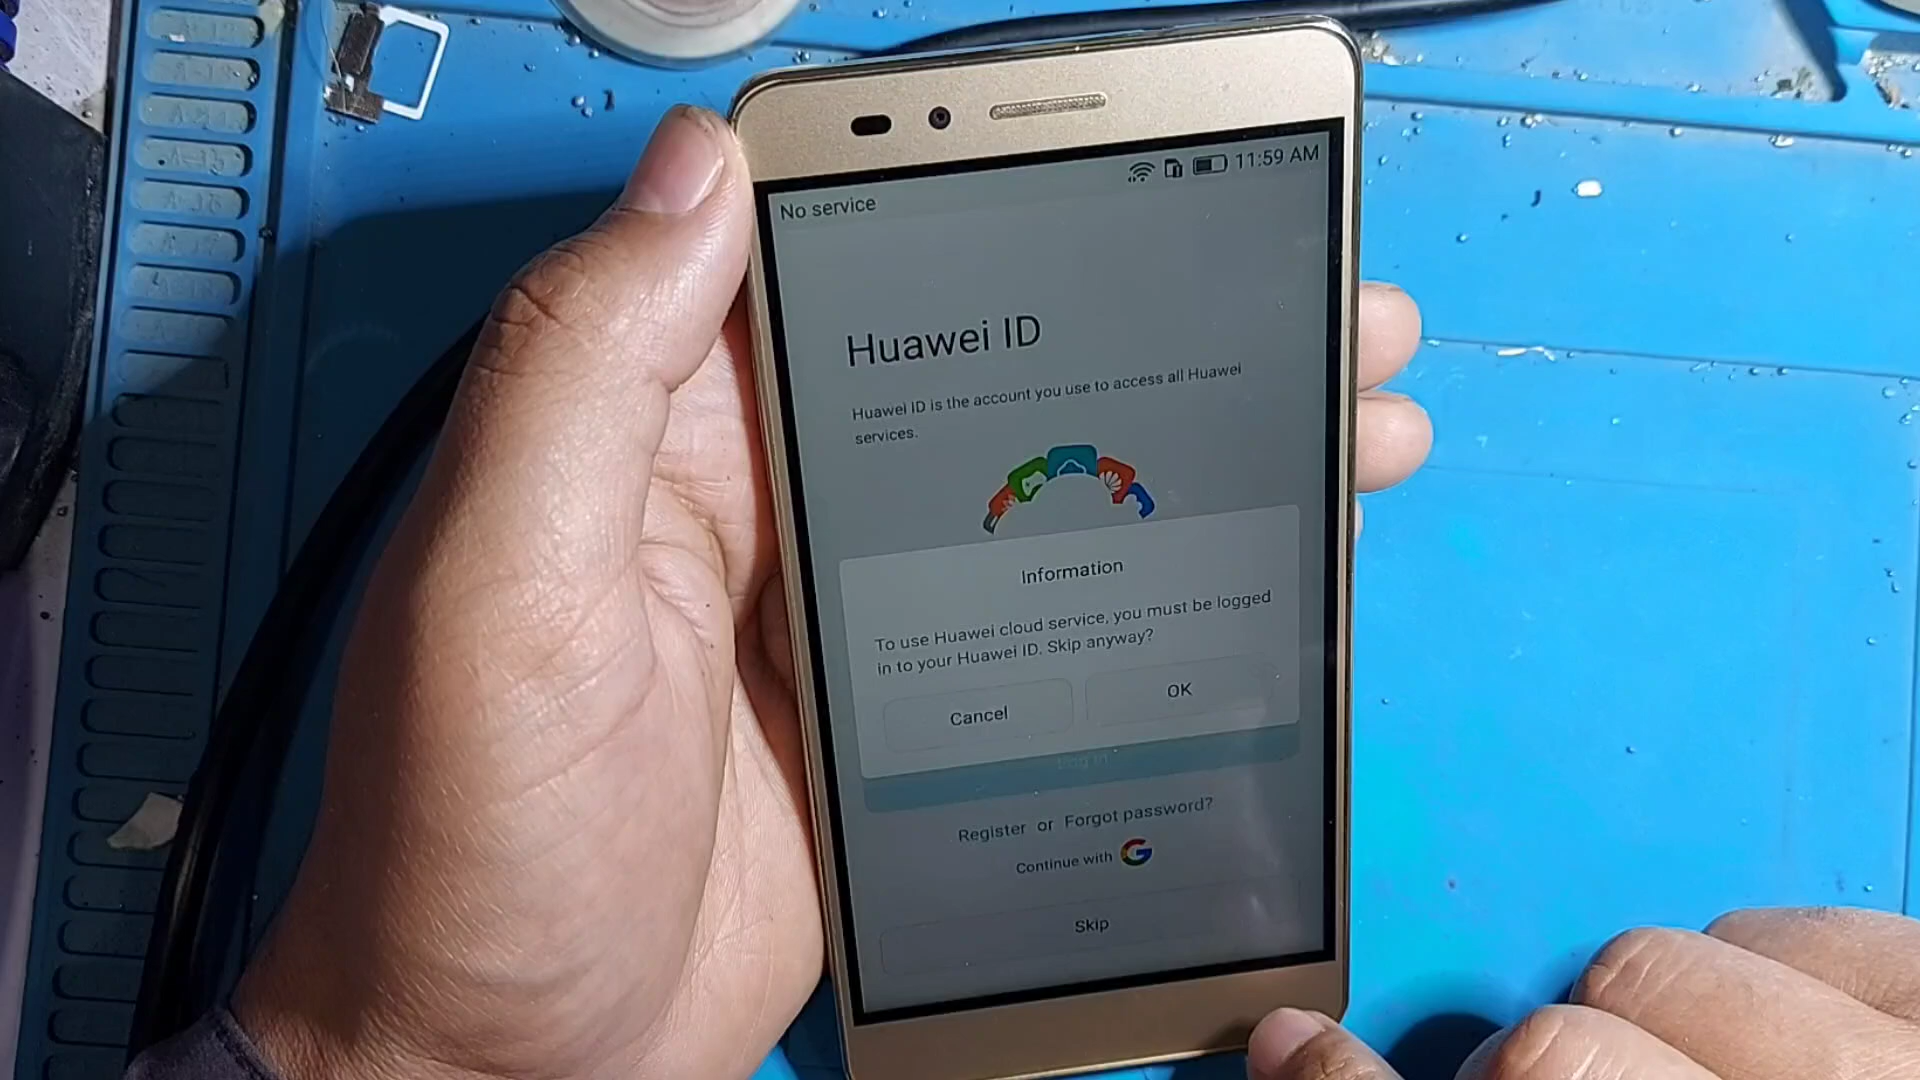 11:59 AM
No service
Huawei ID
Huawei ID is the account you use to access all Huawei
services.
Information
To use Huawei cloud service, you must be logged
in to your Huawei ID. Skip anyway?
Cancel
OK
Log in
Register or Forgot password?
Continue with G
Skip